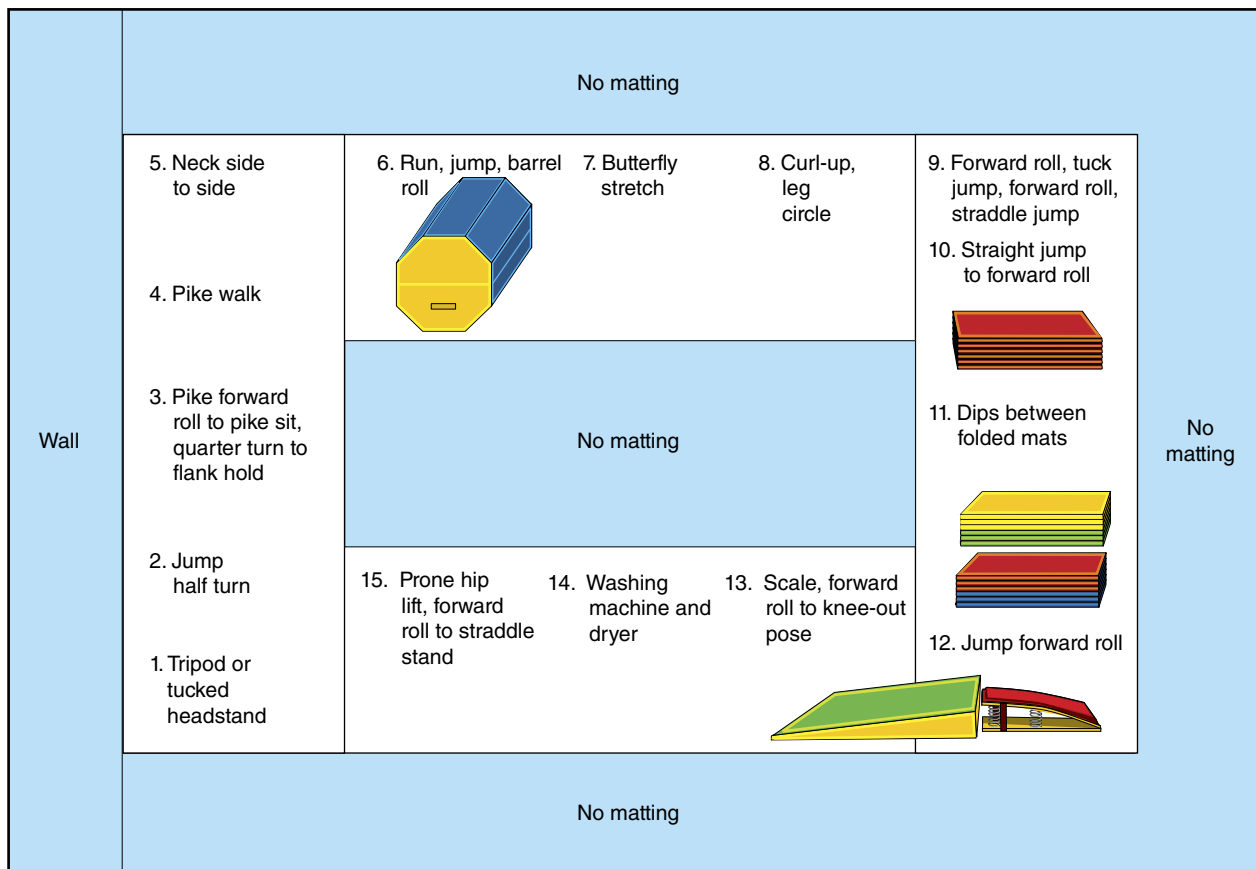 No matting
5. Neck side
to side
6. Run, jump, barrel
roll
7. Butterfly
stretch
8. Curl-up,
leg
circle
9. Forward roll, tuck
jump, forward roll,
straddle jump
10. Straight jump
to forward roll
4. Pike walk
3. Pike forward
roll to pike sit,
quarter turn to
flank hold
Wall
No matting
11. Dips between
folded mats
No
matting
2. Jump
half turn
15. Prone hip
lift, forward
roll to straddle
stand
14. Washing
machine and
dryer
13. Scale, forward
roll to knee-out
pose
12. Jump forward roll
1. Tripod or
tucked
headstand
No matting